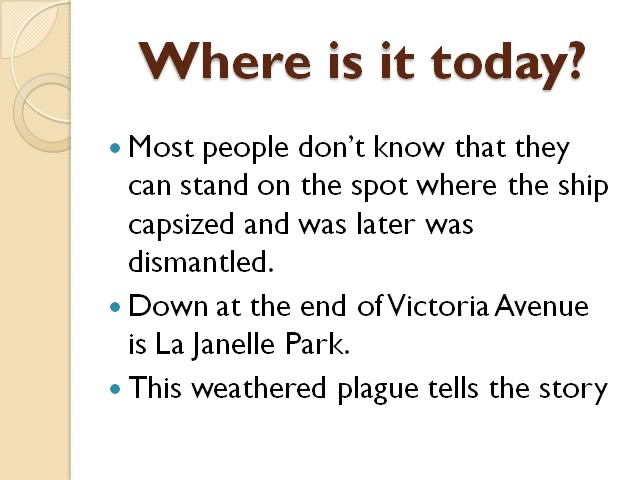 Where is it today?
Most people don’t know that they
can stand on the spot where the ship
capsized and was later was
dismantled.
Down at the end of Victoria Avenue
is La Janelle Park.
This weathered plague tells the story